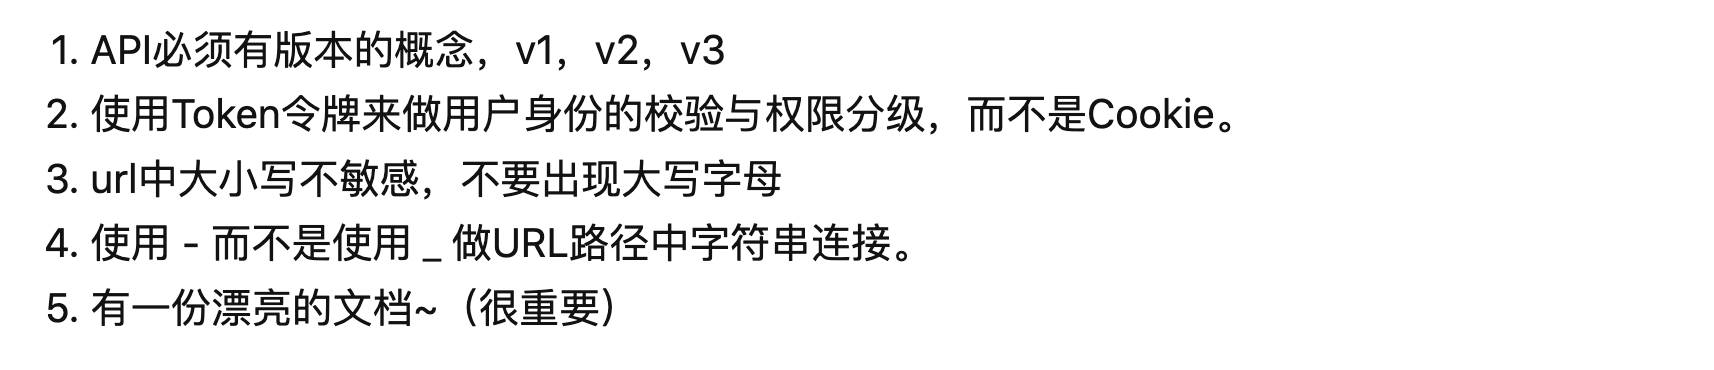 1. API必须有版本的概念，v1，v2，v3
2. 使用Token令牌来做用户身份的校验与权限分级，而不是Cookie。
3. url中大小写不敏感，不要出现大写字母
4. 使用 - 而不是使用 _ 做URL路径中字符串连接。
5. 有一份漂亮的文档~（很重要）